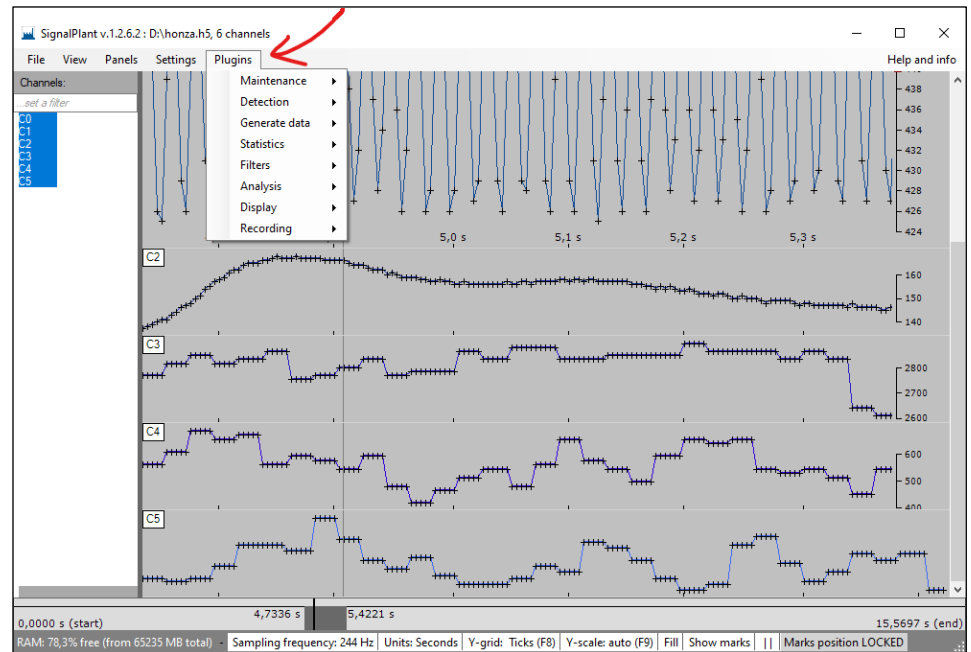 SignalPlant v.1.2.6.2 : D:\honza.h5, 6 channels
File View Panels Settings Plugins Help and info
Channels:
...set a filter
C0
C1
C2
C3
C4
C5
Maintenance
Detection
Generate data
Statistics
Filters
Analysis
Display
Recording
438
436
434
432
430
428
426
424
5,0 s 5,1 s 5,2 s 5,3 s
C2
160
150
140
C3
2800
2700
2600
C4
600
500
400
C5
4,7336 s 5,4221 s
0,0000 s (start) 15,5697 s (end)
RAM: 78,3% free (from 65235 MB total) - Sampling frequency: 244 Hz Units: Seconds Y-grid: Ticks (F8) Y-scale: auto (F9) Fill Show marks || Marks position LOCKED